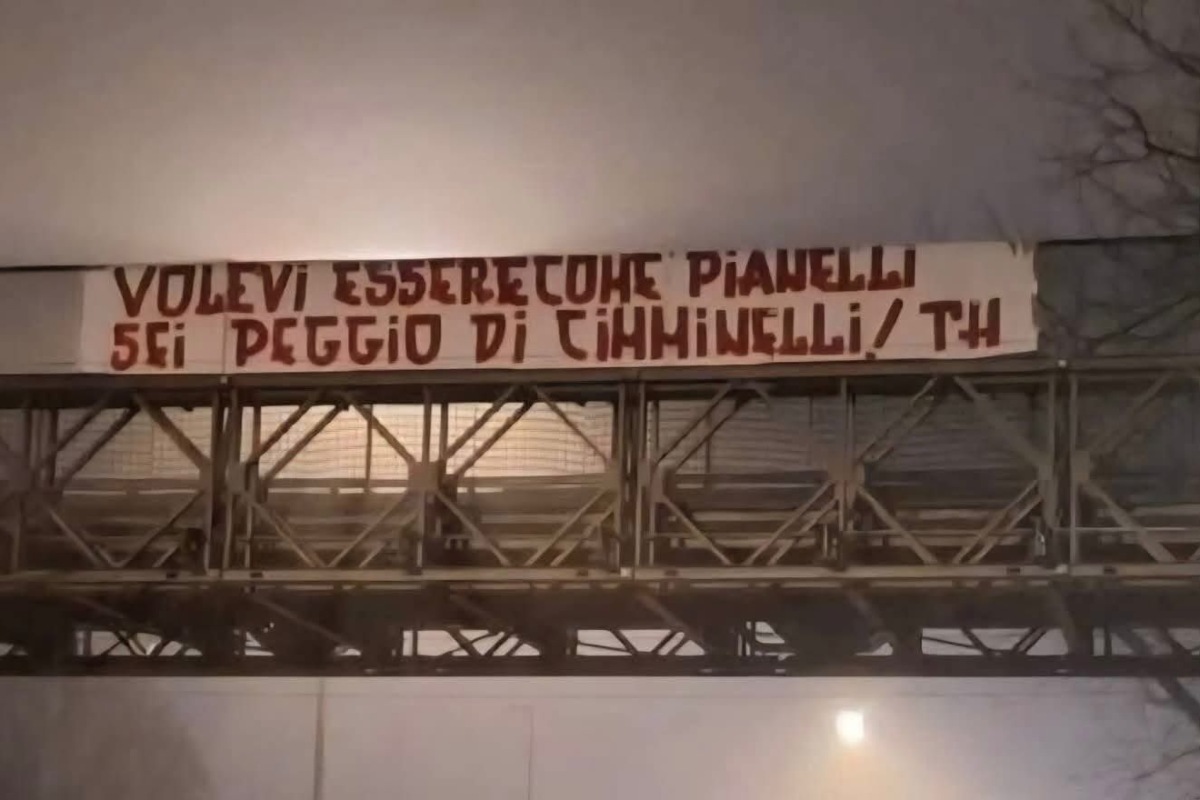 VOLEVi ESSERE COME PiANELLi
SEi PEGGiO Di CiMMiNELLi! TH